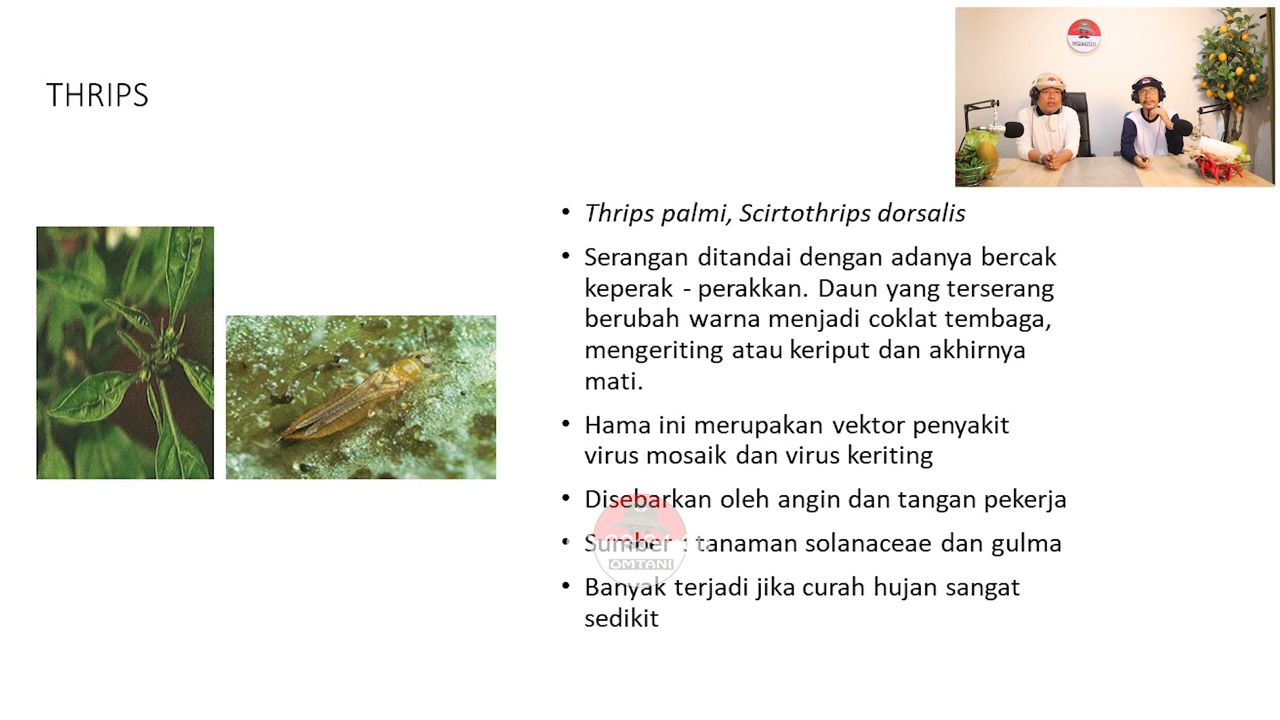 THRIPS
OMTANI
• Thrips palmi, Scirtothrips dorsalis
• Serangan ditandai dengan adanya bercak
keperak - perakkan. Daun yang terserang
berubah warna menjadi coklat tembaga,
mengeriting atau keriput dan akhirnya
mati.
• Hama ini merupakan vektor penyakit
virus mosaik dan virus keriting
• Disebarkan oleh angin dan tangan pekerja
• Sumber : tanaman solanaceae dan gulma
OMTANI
• Banyak terjadi jika curah hujan sangat
sedikit